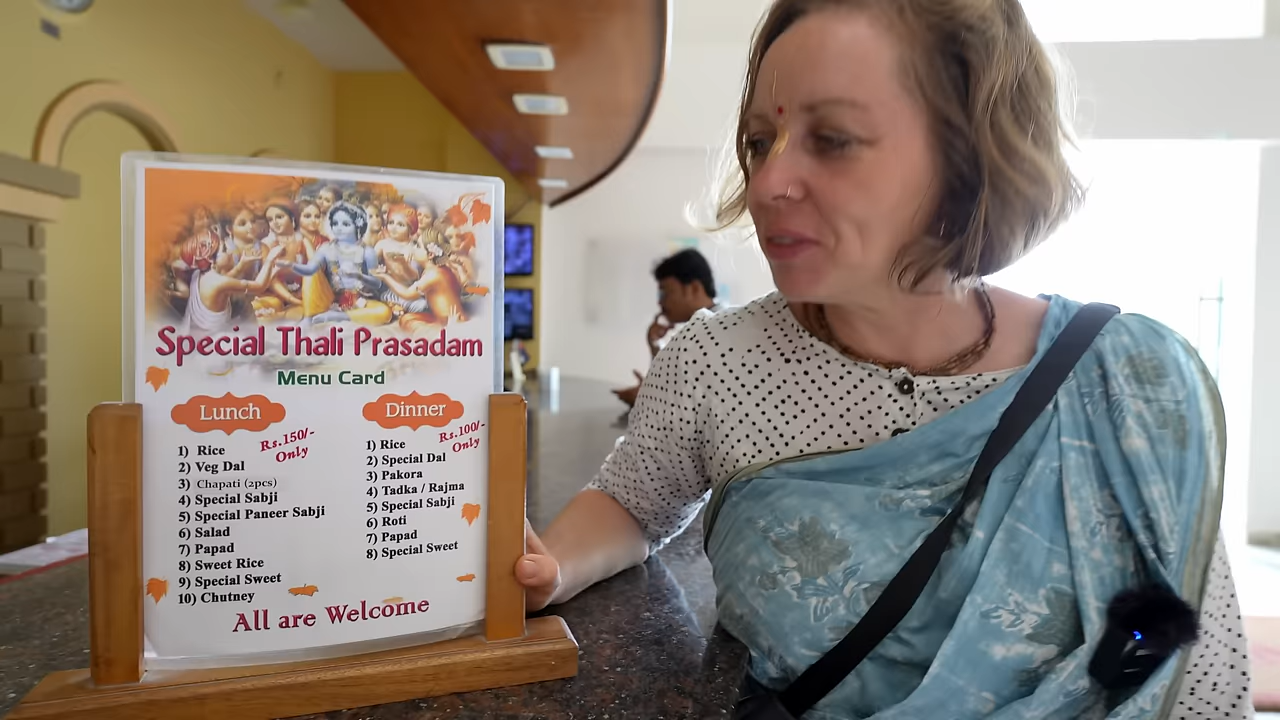 Special Thali Prasadam
Menu Card
Lunch
Rs.150/-
Only
1) Rice
2) Veg Dal
3) Chapati (2pcs)
4) Special Sabji
5) Special Paneer Sabji
6) Salad
7) Papad
8) Sweet Rice
9) Special Sweet
10) Chutney
Dinner
Rs.100/-
Only
1) Rice
2) Special Dal
3) Pakora
4) Tadka / Rajma
5) Special Sabji
6) Roti
7) Papad
8) Special Sweet
All are Welcome